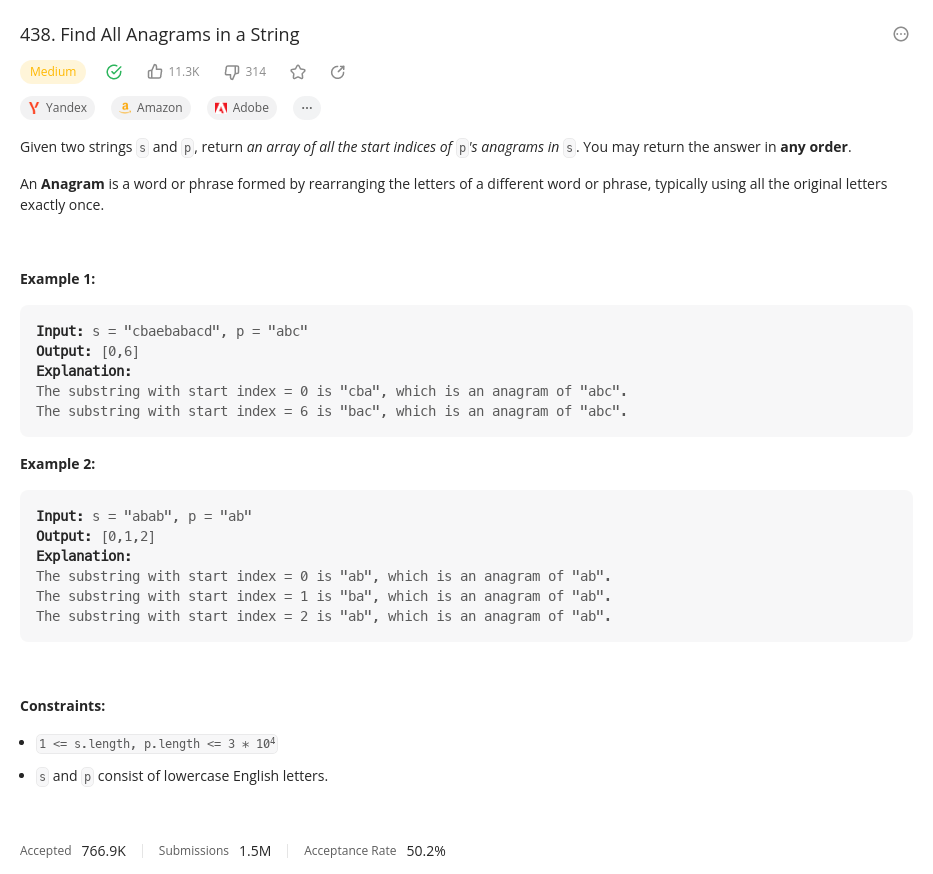 438. Find All Anagrams in a String
Medium
11.3K
314
Yandex
Amazon
Adobe
Given two strings s and p, return an array of all the start indices of p's anagrams in s. You may return the answer in any order.
An Anagram is a word or phrase formed by rearranging the letters of a different word or phrase, typically using all the original letters
exactly once.
Example 1:
Input: s = "cbaebabacd", p = "abc"
Output: [0,6]
Explanation:
The substring with start index = 0 is "cba", which is an anagram of "abc".
The substring with start index = 6 is "bac", which is an anagram of "abc".
Example 2:
Input: s = "abab", p = "ab"
Output: [0,1,2]
Explanation:
The substring with start index = 0 is "ab", which is an anagram of "ab".
The substring with start index = 1 is "ba", which is an anagram of "ab".
The substring with start index = 2 is "ab", which is an anagram of "ab".
Constraints:
• 1 <= s.length, p.length <= 3 * 10⁴
• s and p consist of lowercase English letters.
Accepted 766.9K Submissions 1.5M Acceptance Rate 50.2%